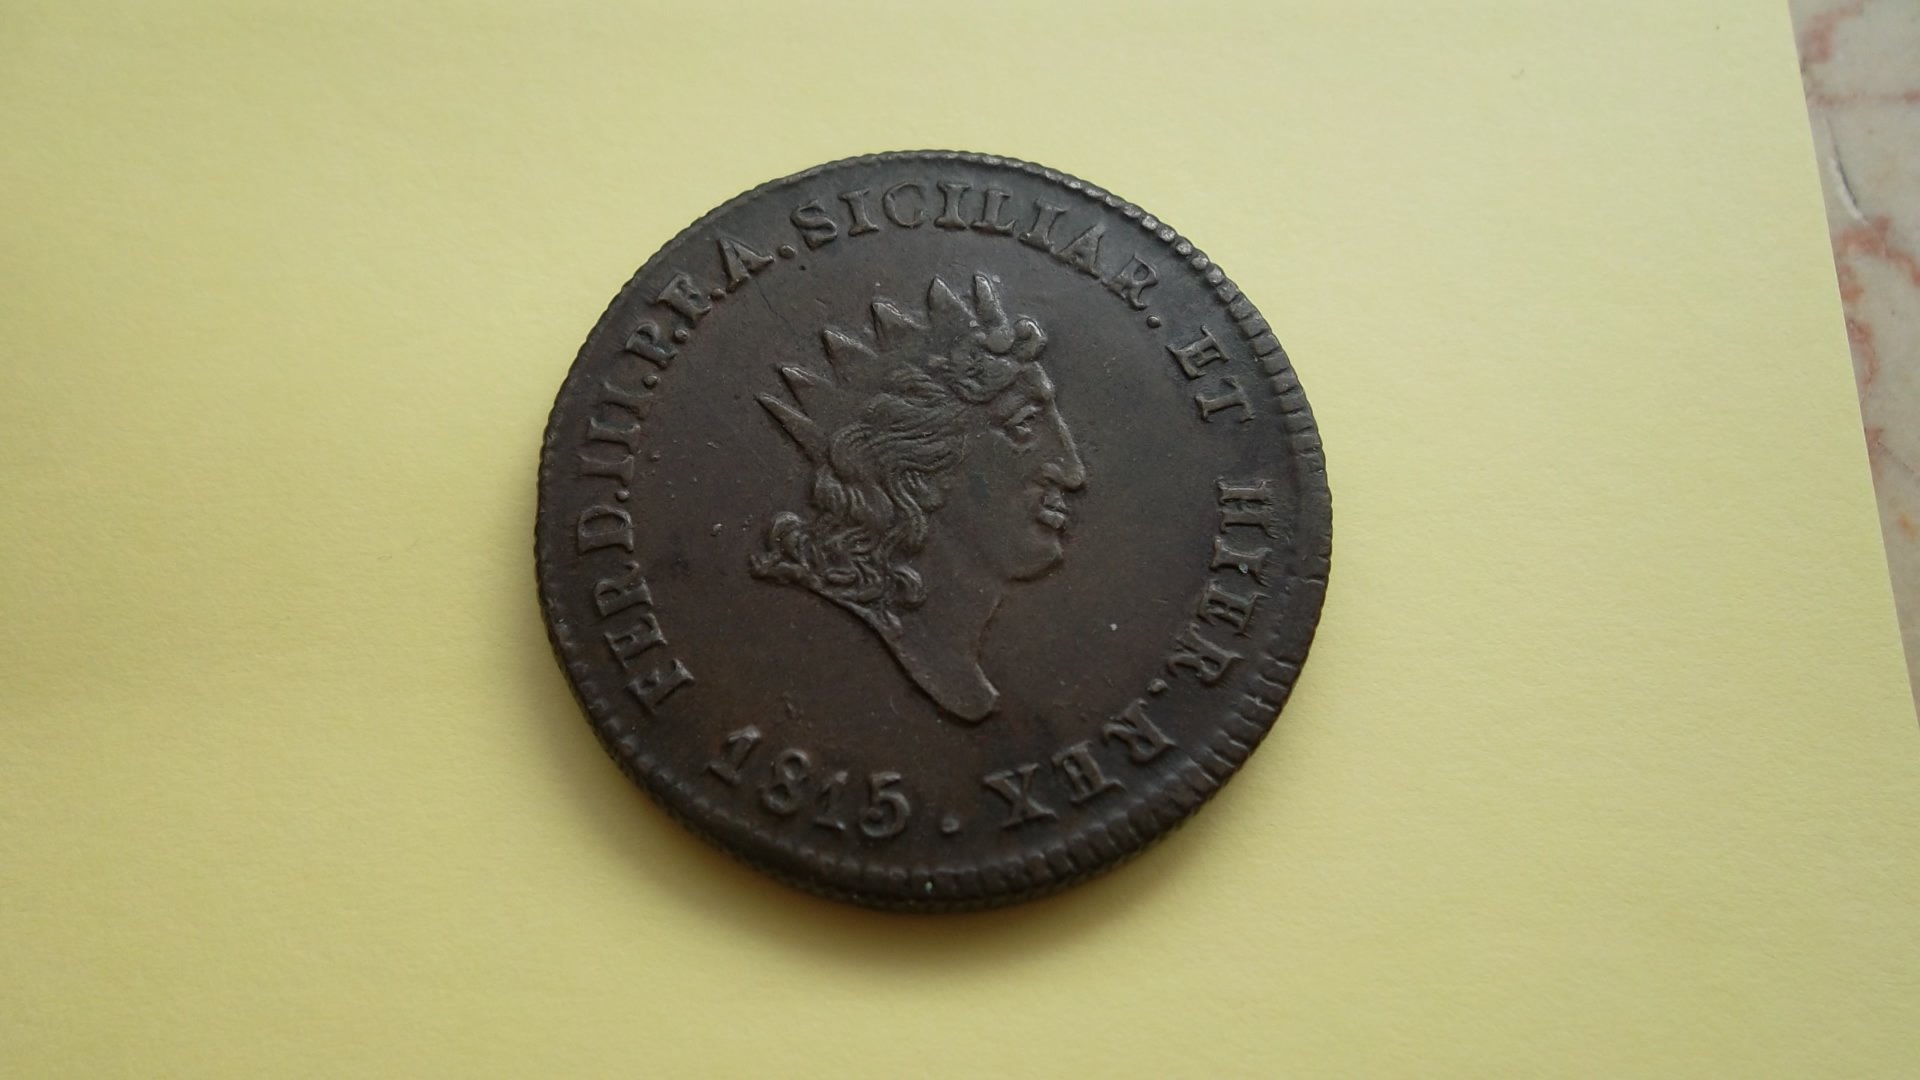 FERD.III.P.F.A.SICILIAR. ET HIER.REX.
1815